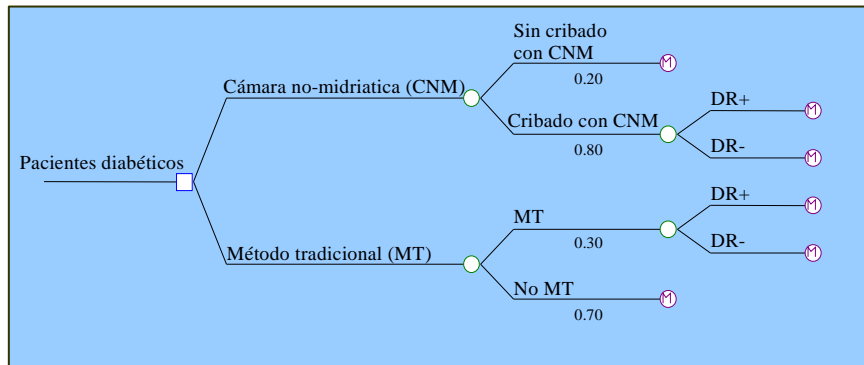 Sin cribado
con CNM
0.20
M
Cámara no-midriatica (CNM)
Cribado con CNM
0.80
DR+
M
DR-
M
Pacientes diabéticos
Método tradicional (MT)
MT
0.30
DR+
M
DR-
M
No MT
0.70
M